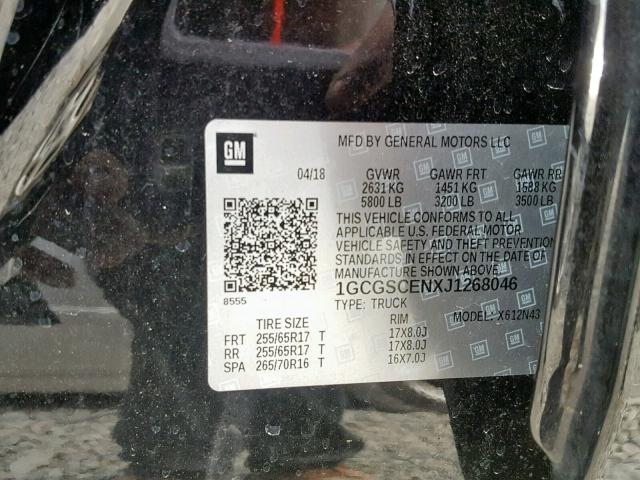 GM
MFD BY GENERAL MOTORS LLC
04/18 GVWR GAWR FRT GAWR RR
2631 KG 1451 KG 1588 KG
5800 LB 3200 LB 3500 LB
THIS VEHICLE CONFORMS TO ALL
APPLICABLE U.S. FEDERAL MOTOR
VEHICLE SAFETY AND THEFT PREVENTION
STANDARDS IN EFFECT ON THE DATE OF
MANUFACTURE SHOWN ABOVE.
1GCGSCENXJ1268046
8555
TYPE: TRUCK MODEL: X612N43
TIRE SIZE RIM
FRT 255/65R17 T 17X8.0J
RR 255/65R17 T 17X8.0J
SPA 265/70R16 T 16X7.0J